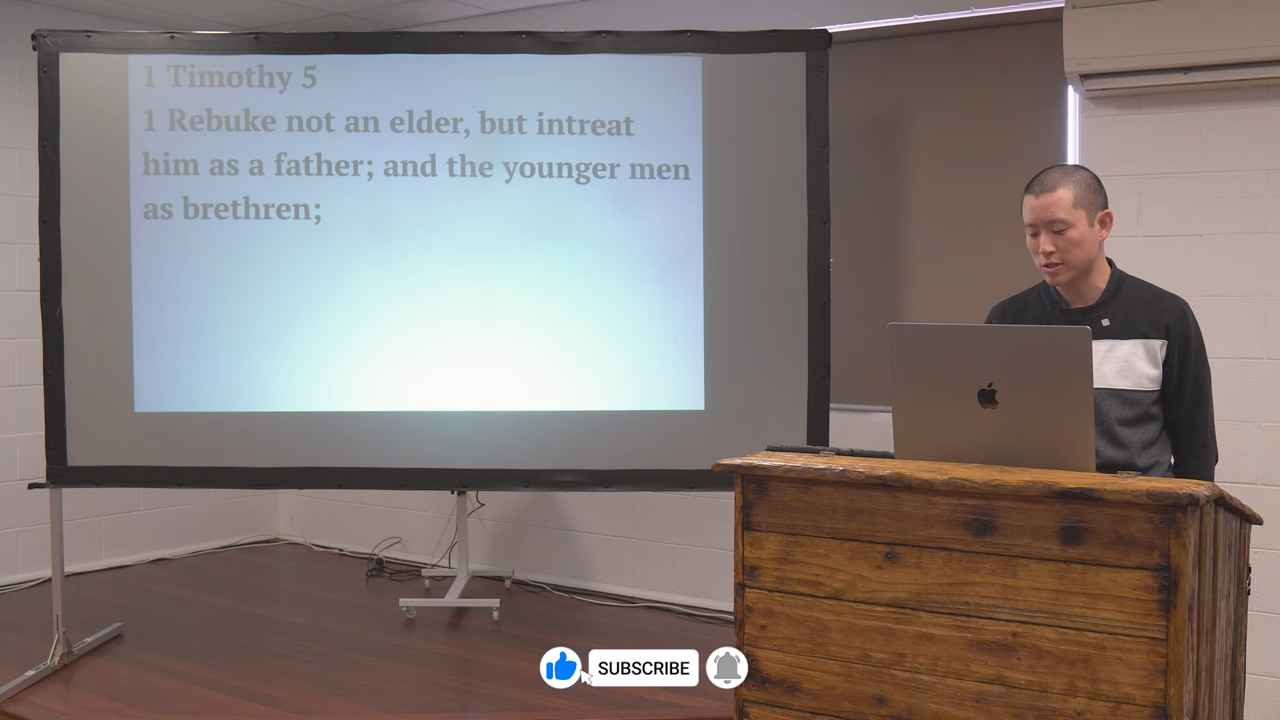 1 Timothy 5
1 Rebuke not an elder, but intreat
him as a father; and the younger men
as brethren;
SUBSCRIBE